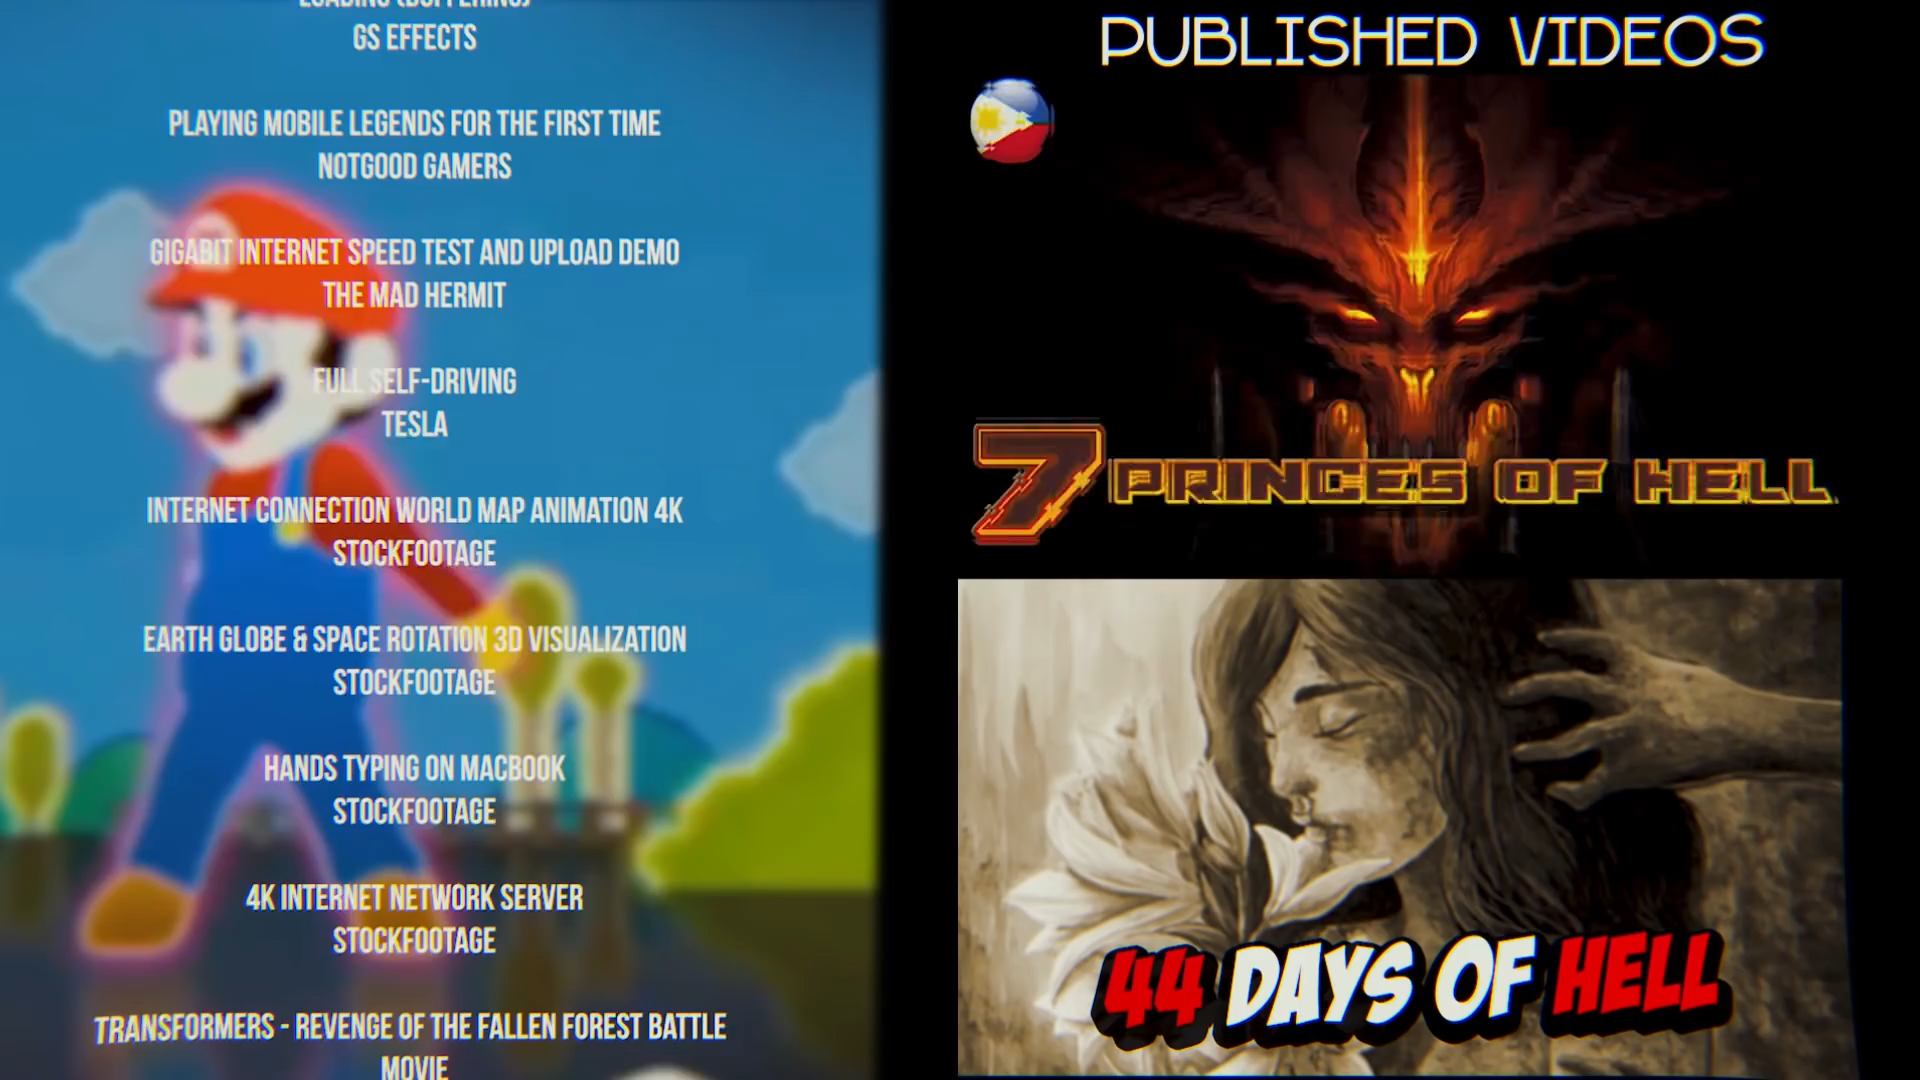 GS EFFECTS
PLAYING MOBILE LEGENDS FOR THE FIRST TIME
NOTGOOD GAMERS
GIGABIT INTERNET SPEED TEST AND UPLOAD DEMO
THE MAD HERMIT
FULL SELF-DRIVING
TESLA
INTERNET CONNECTION WORLD MAP ANIMATION 4K
STOCKFOOTAGE
EARTH GLOBE & SPACE ROTATION 3D VISUALIZATION
STOCKFOOTAGE
HANDS TYPING ON MACBOOK
STOCKFOOTAGE
4K INTERNET NETWORK SERVER
STOCKFOOTAGE
TRANSFORMERS - REVENGE OF THE FALLEN FOREST BATTLE
MOVIE
PUBLISHED VIDEOS
7 PRINCES OF HELL
44 DAYS OF HELL